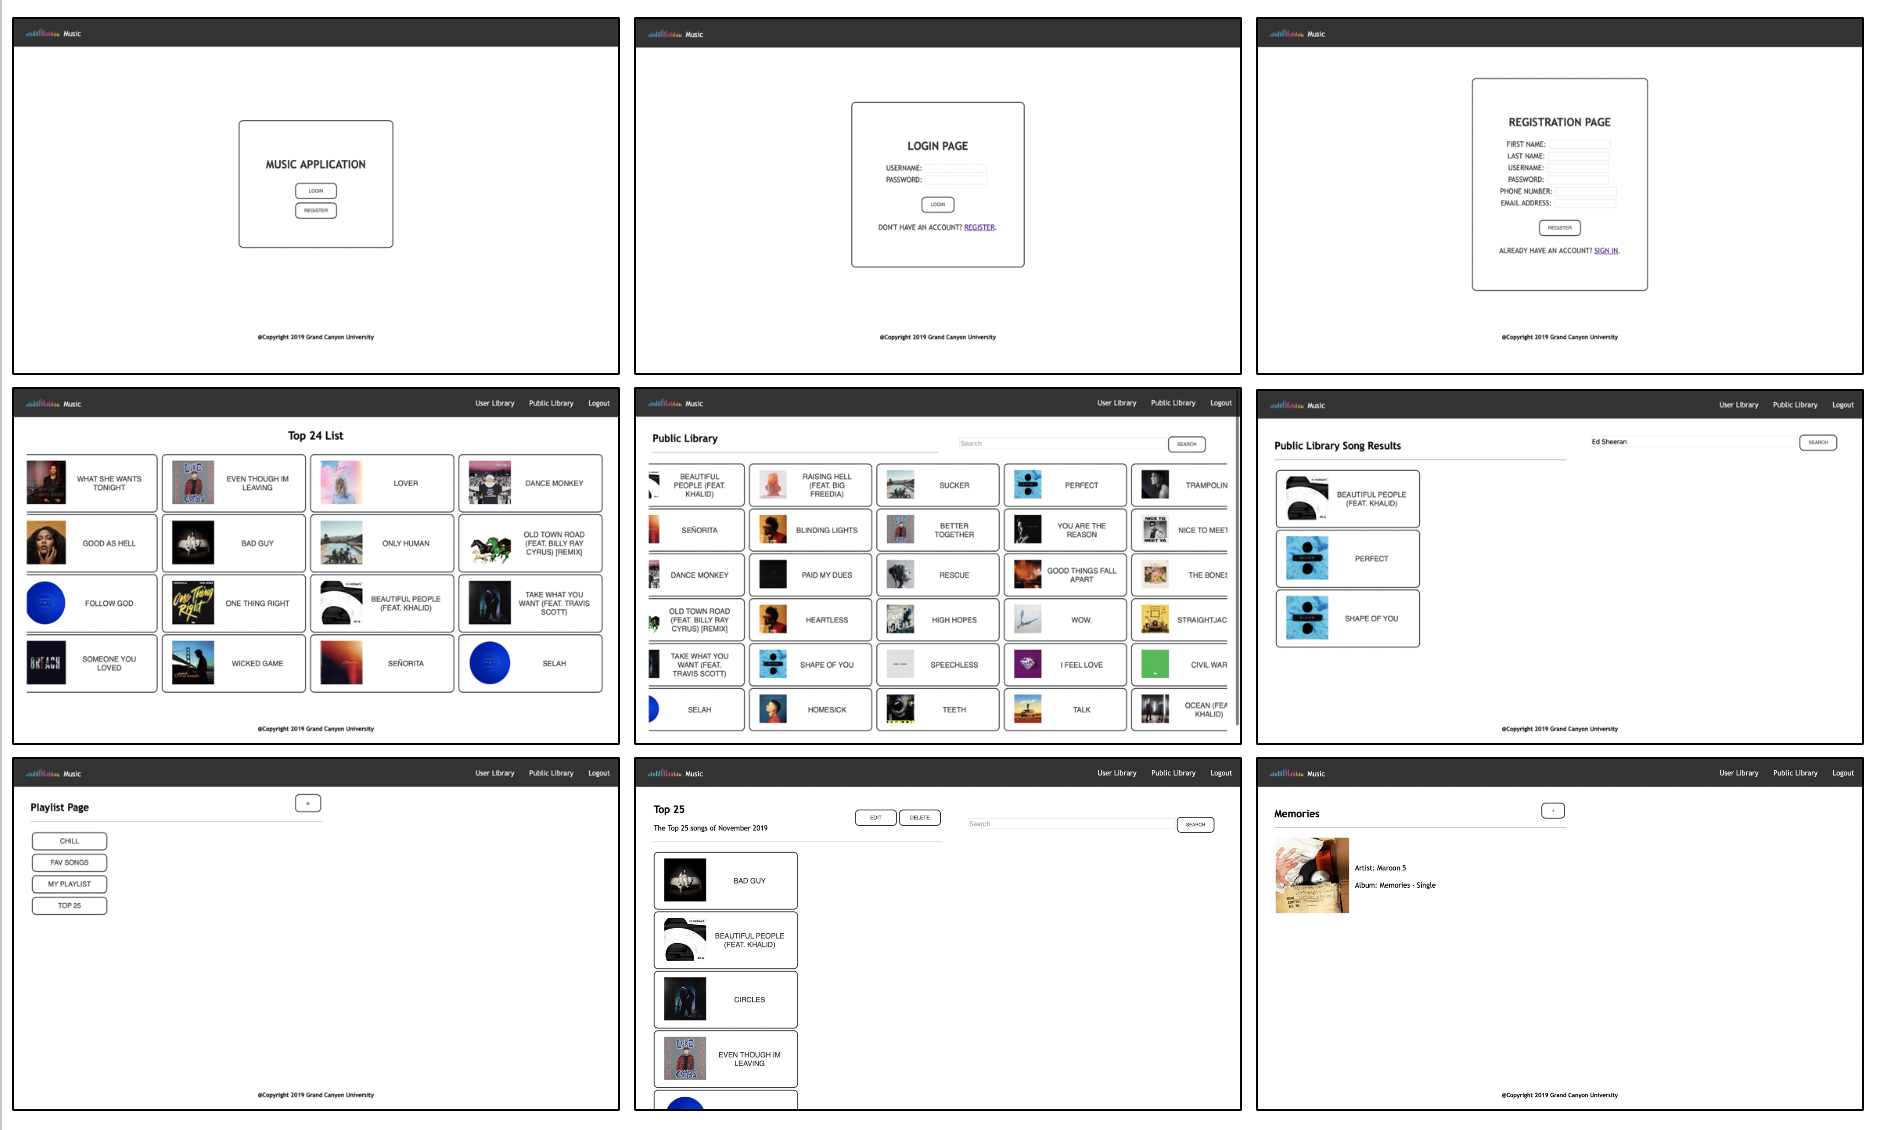 Music
MUSIC APPLICATION
LOGIN
REGISTER
@Copyright 2019 Grand Canyon University
Music
LOGIN PAGE
USERNAME:
PASSWORD:
LOGIN
DON'T HAVE AN ACCOUNT? REGISTER.
@Copyright 2019 Grand Canyon University
Music
REGISTRATION PAGE
FIRST NAME:
LAST NAME:
USERNAME:
PASSWORD:
PHONE NUMBER:
EMAIL ADDRESS:
REGISTER
ALREADY HAVE AN ACCOUNT? SIGN IN.
@Copyright 2019 Grand Canyon University
Music User Library Public Library Logout
Top 24 List
WHAT SHE WANTS
TONIGHT
EVEN THOUGH IM
LEAVING
LOVER
DANCE MONKEY
GOOD AS HELL
BAD GUY
ONLY HUMAN
OLD TOWN ROAD
(FEAT. BILLY RAY
CYRUS) [REMIX]
FOLLOW GOD
One Thing
Right
ONE THING RIGHT
BEAUTIFUL PEOPLE
(FEAT. KHALID)
TAKE WHAT YOU
WANT (FEAT. TRAVIS
SCOTT)
BREACH
SOMEONE YOU
LOVED
WICKED GAME
SEÑORITA
SELAH
@Copyright 2019 Grand Canyon University
Music User Library Public Library Logout
Public Library
Search
SEARCH
BEAUTIFUL
PEOPLE (FEAT.
KHALID)
RAISING HELL
(FEAT. BIG
FREEDIA)
SUCKER
PERFECT
TRAMPOLIN
SEÑORITA
BLINDING LIGHTS
BETTER
TOGETHER
YOU ARE THE
REASON
NICE TO
MEET YA
NICE TO MEET
DANCE MONKEY
PAID MY DUES
RESCUE
GOOD THINGS FALL
APART
THE BONES
OLD TOWN ROAD
(FEAT. BILLY RAY
CYRUS) [REMIX]
HEARTLESS
HIGH HOPES
WOW.
STRAIGHTJAC
TAKE WHAT YOU
WANT (FEAT.
TRAVIS SCOTT)
SHAPE OF YOU
SPEECHLESS
I FEEL LOVE
CIVIL WAR
SELAH
HOMESICK
TEETH
TALK
OCEAN (FEA
KHALID)
Music User Library Public Library Logout
Public Library Song Results
Ed Sheeran
SEARCH
BEAUTIFUL PEOPLE
(FEAT. KHALID)
PERFECT
SHAPE OF YOU
@Copyright 2019 Grand Canyon University
Music User Library Public Library Logout
Playlist Page
+
CHILL
FAV SONGS
MY PLAYLIST
TOP 25
@Copyright 2019 Grand Canyon University
Music User Library Public Library Logout
Top 25
The Top 25 songs of November 2019
EDIT
DELETE
Search
SEARCH
BAD GUY
BEAUTIFUL PEOPLE
(FEAT. KHALID)
CIRCLES
EVEN THOUGH IM
LEAVING
Music User Library Public Library Logout
Memories
+
Artist: Maroon 5
Album: Memories - Single
@Copyright 2019 Grand Canyon University